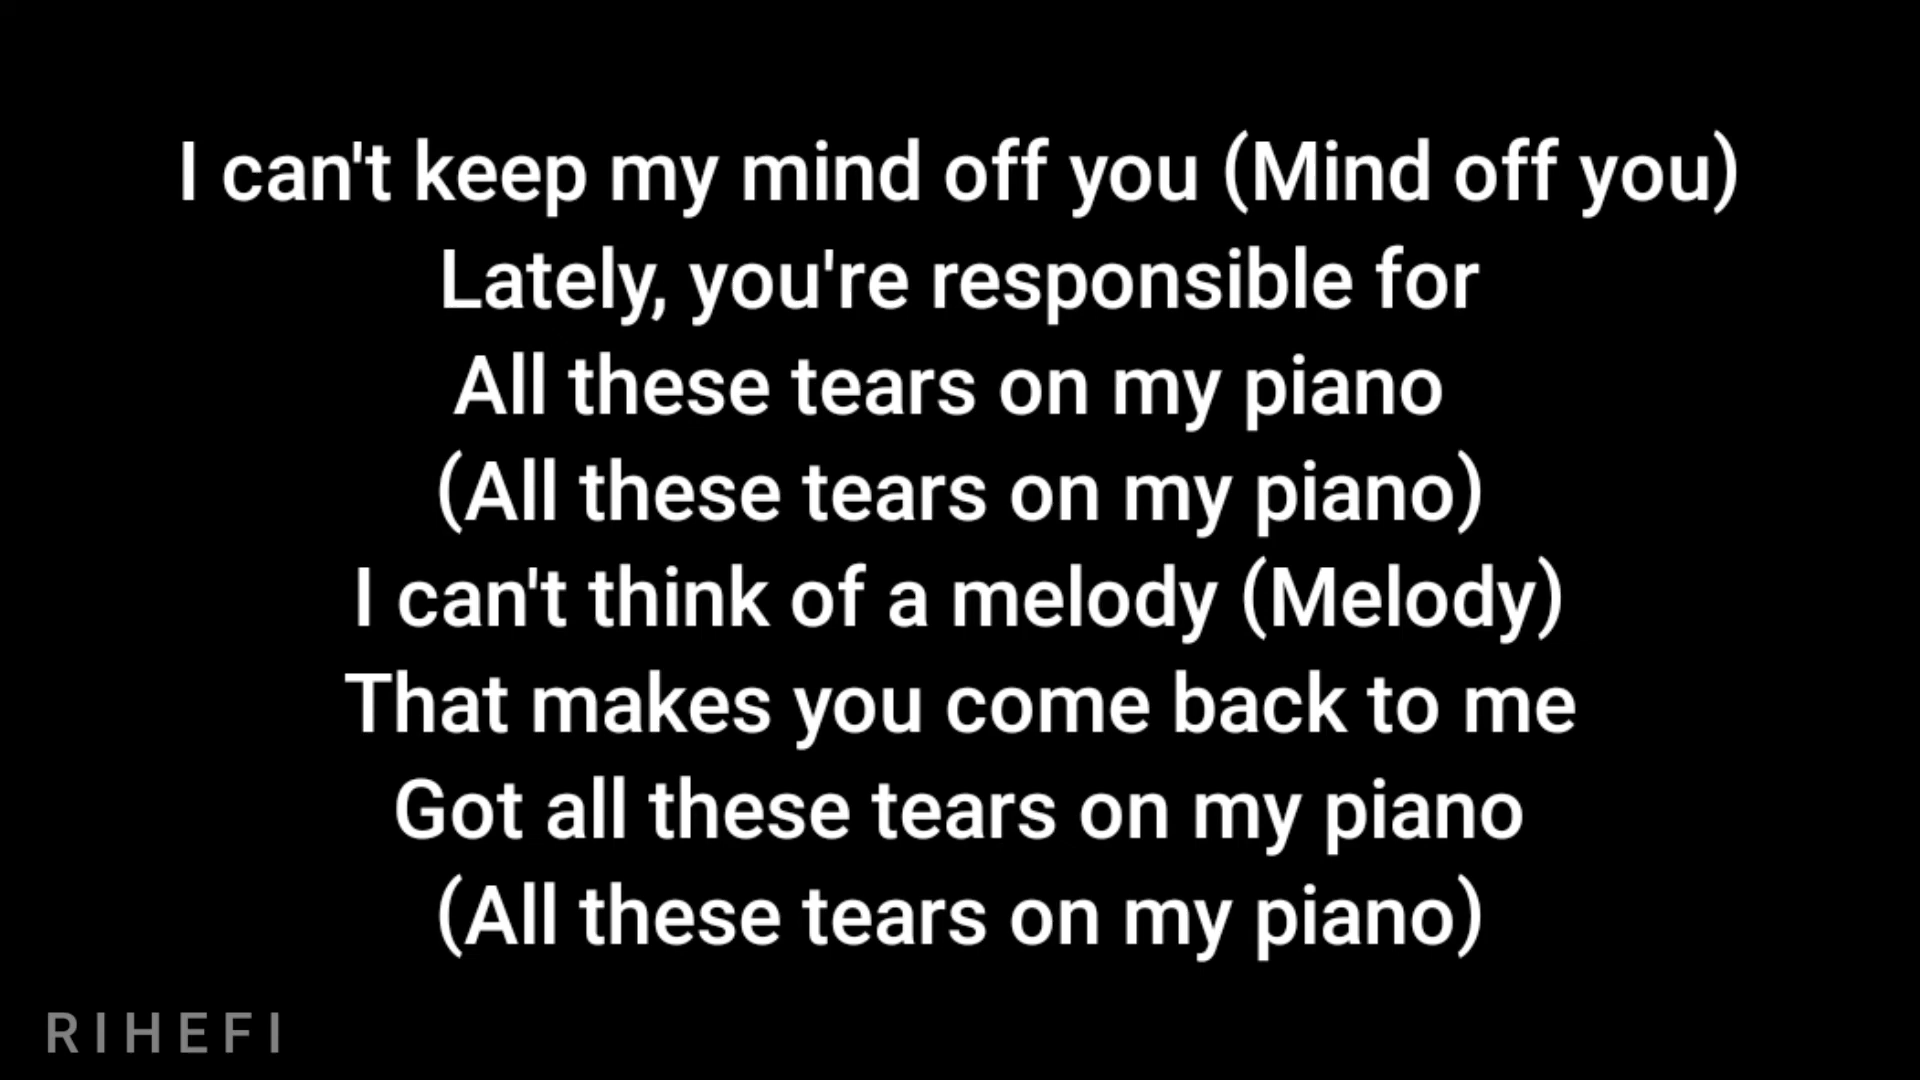 I can't keep my mind off you (Mind off you)
Lately, you're responsible for
All these tears on my piano
(All these tears on my piano)
I can't think of a melody (Melody)
That makes you come back to me
Got all these tears on my piano
(All these tears on my piano)
RIHEFI